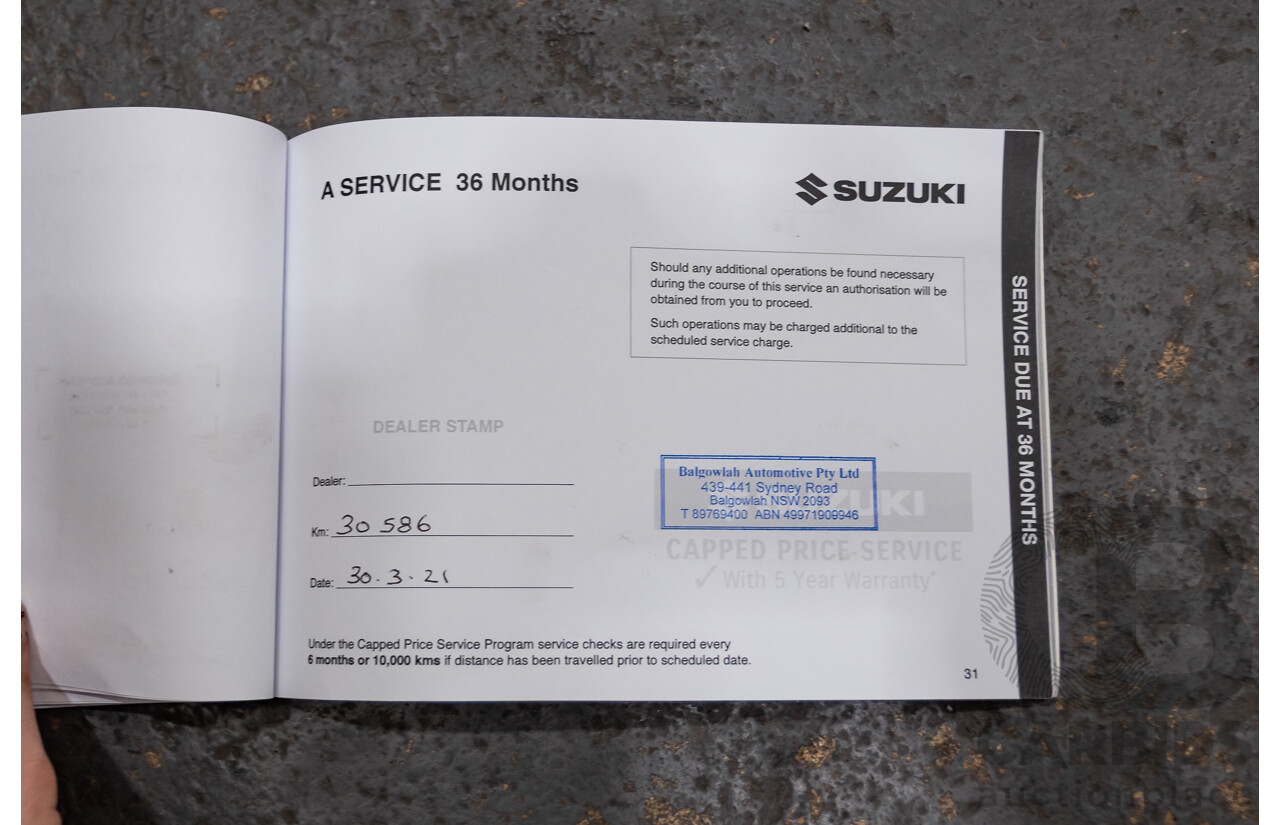 A SERVICE 36 Months
SUZUKI
Should any additional operations be found necessary
during the course of this service an authorisation will be
obtained from you to proceed.
Such operations may be charged additional to the
scheduled service charge.
DEALER STAMP
Dealer:
Km: 30 586
Date: 30.3.21
Balgowlah Automotive Pty Ltd
439-441 Sydney Road
Balgowlah NSW 2093
T 89769400 ABN 49971909946
CAPPED PRICE SERVICE
✓ With 5 Year Warranty*
Under the Capped Price Service Program service checks are required every
6 months or 10,000 kms if distance has been travelled prior to scheduled date.
31
SERVICE DUE AT 36 MONTHS